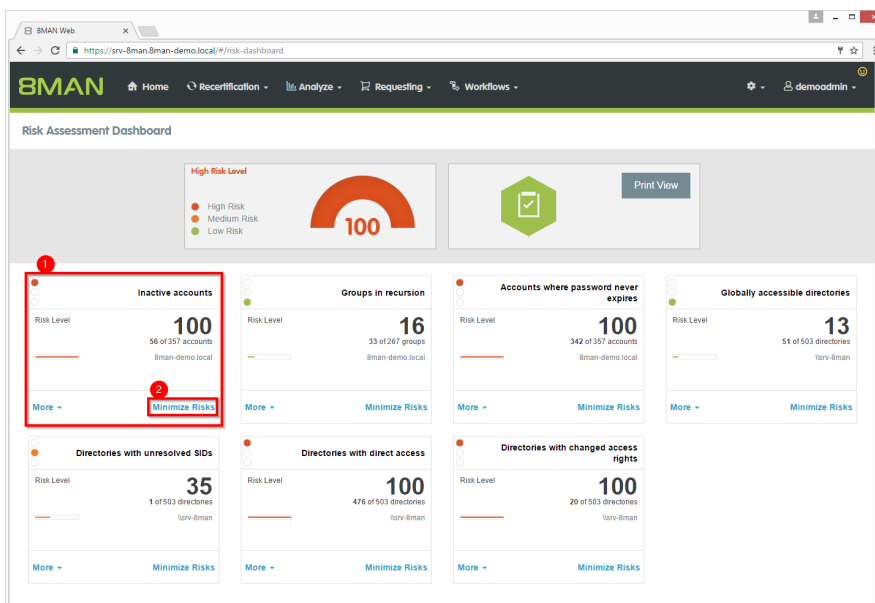 8MAN Web
https://srv-8man.8man-demo.local/#/risk-dashboard
8MAN Home Recertification Analyze Requesting Workflows demoadmin
Risk Assessment Dashboard
High Risk Level
High Risk
Medium Risk
Low Risk
100
Print View
1
Inactive accounts
Risk Level
100
56 of 357 accounts
8man-demo.local
2
More Minimize Risks
Groups in recursion
Risk Level
16
33 of 267 groups
8man-demo.local
More Minimize Risks
Accounts where password never
expires
Risk Level
100
342 of 357 accounts
8man-demo.local
More Minimize Risks
Globally accessible directories
Risk Level
13
51 of 503 directories
\\srv-8man
More Minimize Risks
Directories with unresolved SIDs
Risk Level
35
1 of 503 directories
\\srv-8man
More Minimize Risks
Directories with direct access
Risk Level
100
476 of 503 directories
\\srv-8man
More Minimize Risks
Directories with changed access
rights
Risk Level
100
20 of 503 directories
\\srv-8man
More Minimize Risks